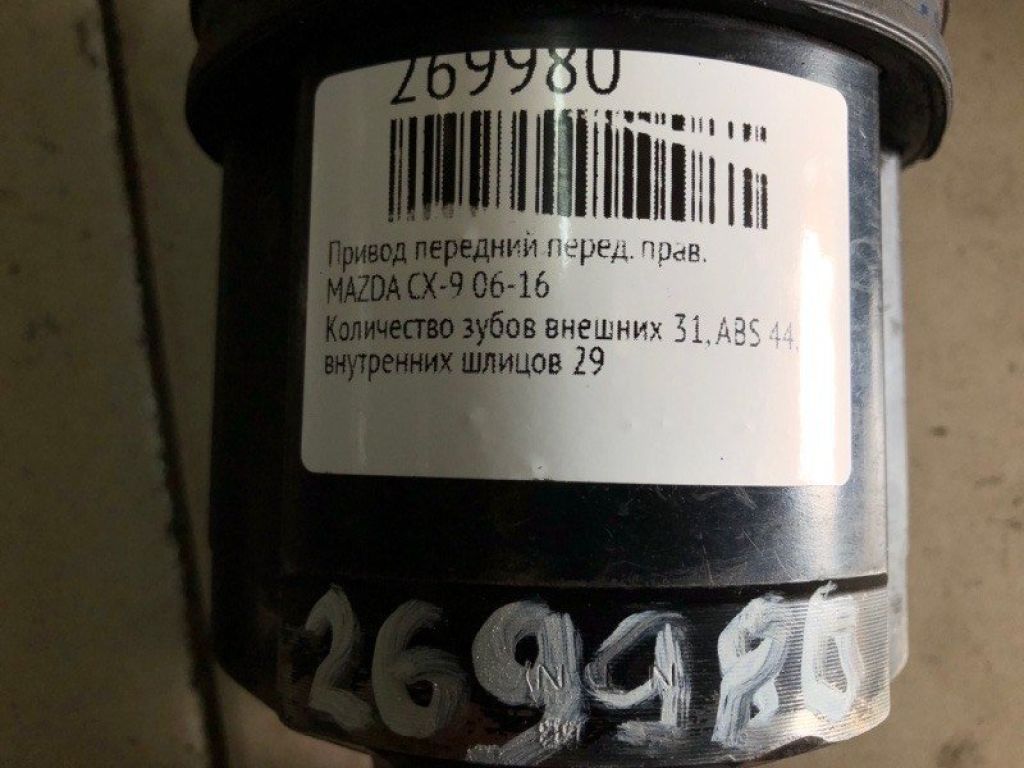 269980
Привод передний перед. прав.
MAZDA CX-9 06-16
Количество зубов внешних 31, ABS 44,
внутренних шлицов 29
269980